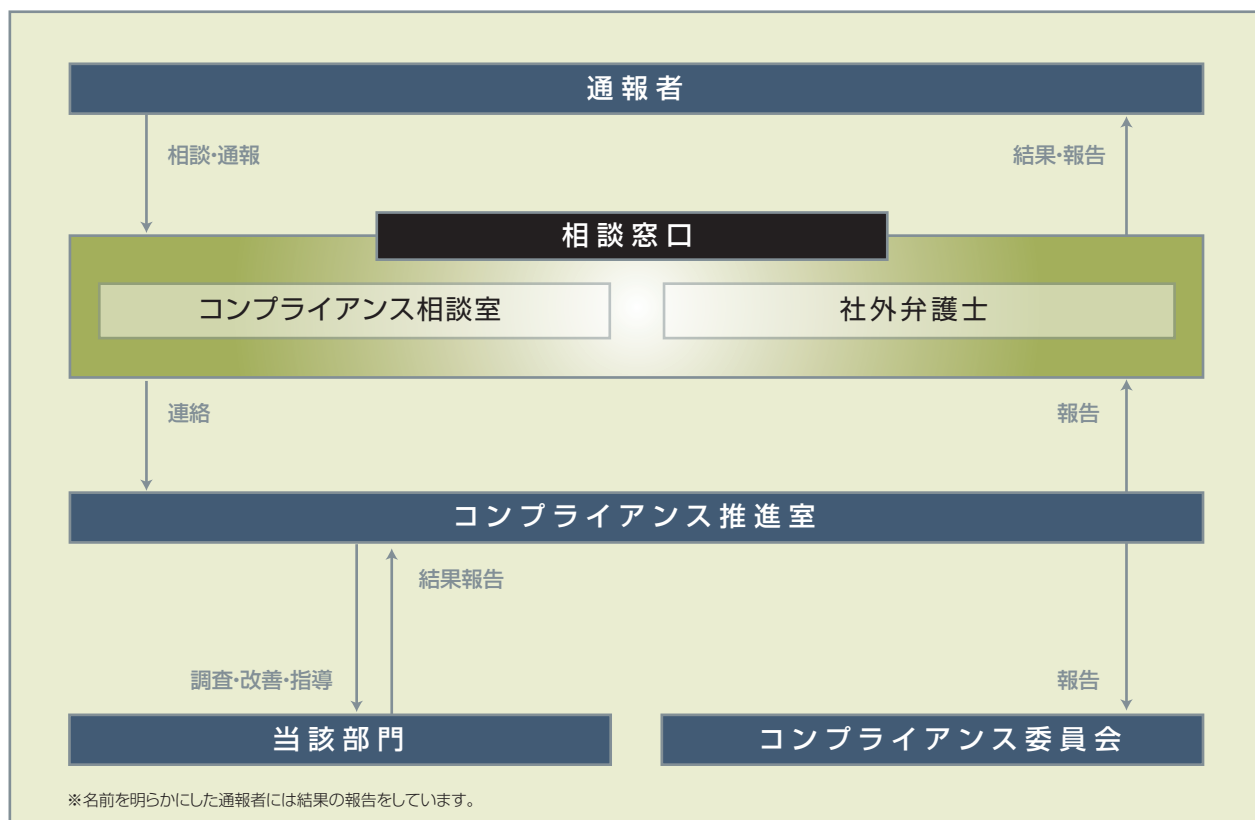 通報者
相談・通報
結果・報告
相談窓口
コンプライアンス相談室
社外弁護士
連絡
報告
コンプライアンス推進室
結果報告
調査・改善・指導
報告
当該部門
コンプライアンス委員会
※名前を明らかにした通報者には結果の報告をしています。